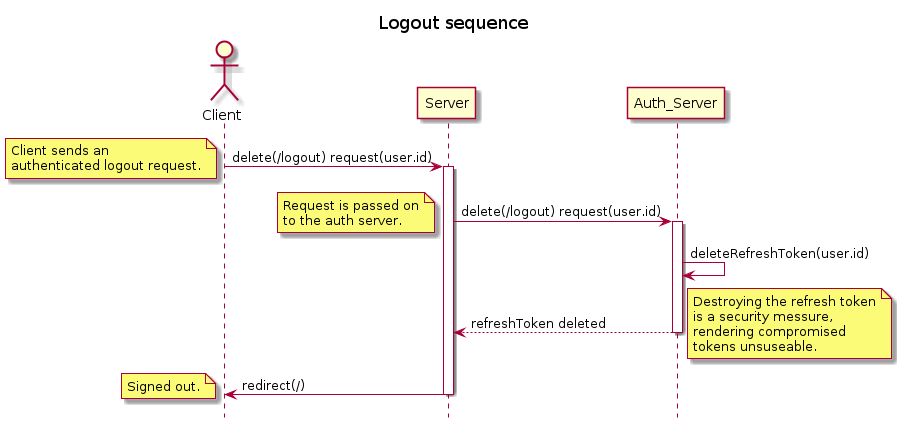 Logout sequence
Client
Server
Auth_Server
Client sends an
authenticated logout request.
delete(/logout) request(user.id)
Request is passed on
to the auth server.
delete(/logout) request(user.id)
deleteRefreshToken(user.id)
Destroying the refresh token
is a security messure,
rendering compromised
tokens unsuseable.
refreshToken deleted
Signed out.
redirect(/)